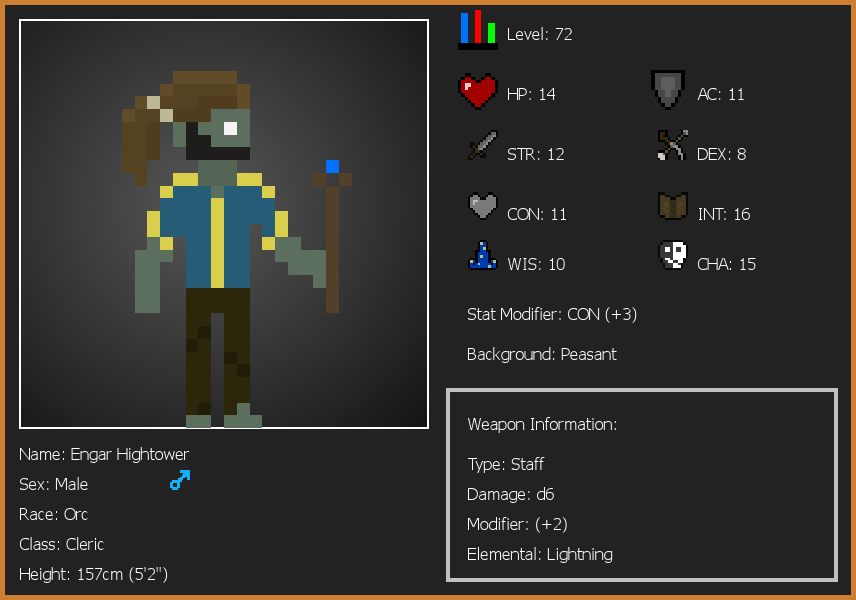 Level: 72
HP: 14
AC: 11
STR: 12
DEX: 8
CON: 11
INT: 16
WIS: 10
CHA: 15
Stat Modifier: CON (+3)
Background: Peasant
Weapon Information:
Type: Staff
Damage: d6
Modifier: (+2)
Elemental: Lightning
Name: Engar Hightower
Sex: Male
Race: Orc
Class: Cleric
Height: 157cm (5'2")